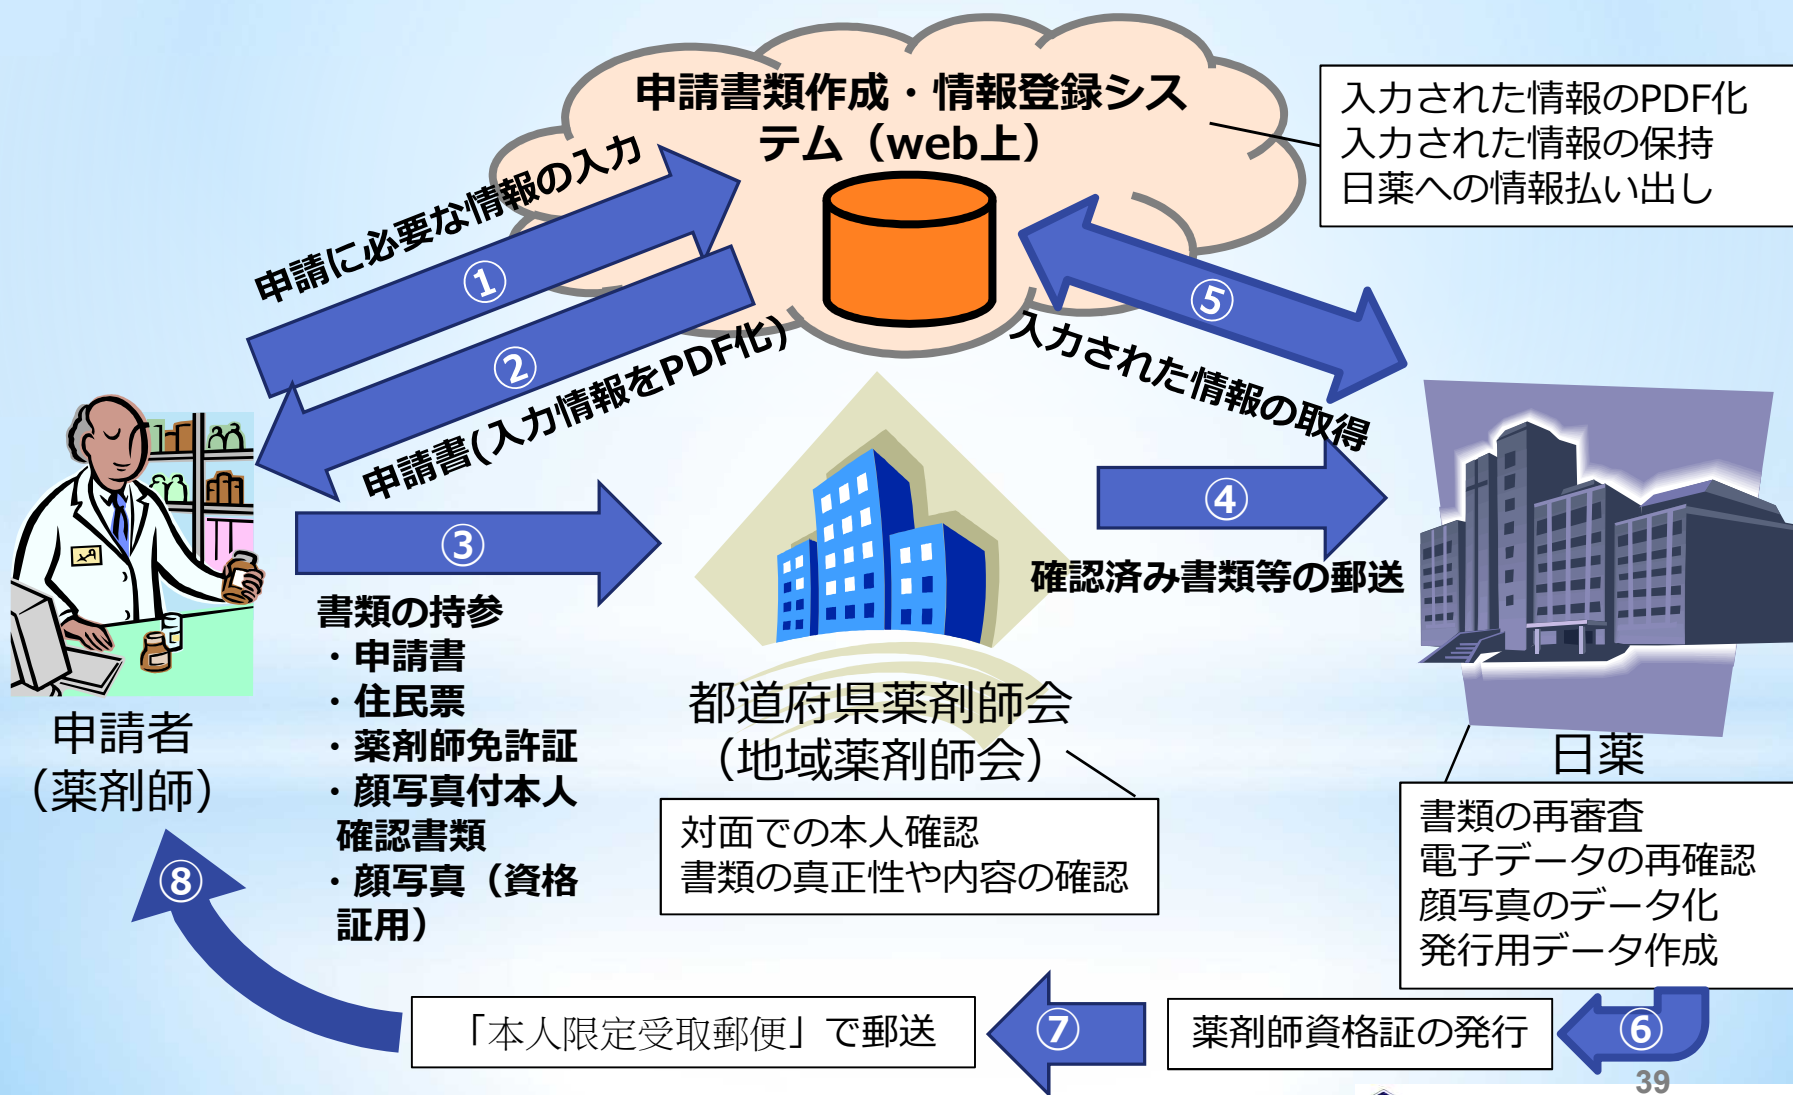 申請書類作成・情報登録シス
テム（web上）
入力された情報のPDF化
入力された情報の保持
日薬への情報払い出し
申請に必要な情報の入力
①
②
申請書(入力情報をPDF化)
⑤
入力された情報の取得
③
④
確認済み書類等の郵送
書類の持参
・申請書
・住民票
・薬剤師免許証
・顔写真付本人
確認書類
・顔写真（資格
証用）
申請者
（薬剤師）
都道府県薬剤師会
（地域薬剤師会）
対面での本人確認
書類の真正性や内容の確認
日薬
書類の再審査
電子データの再確認
顔写真のデータ化
発行用データ作成
⑥
薬剤師資格証の発行
⑦
「本人限定受取郵便」で郵送
⑧
39